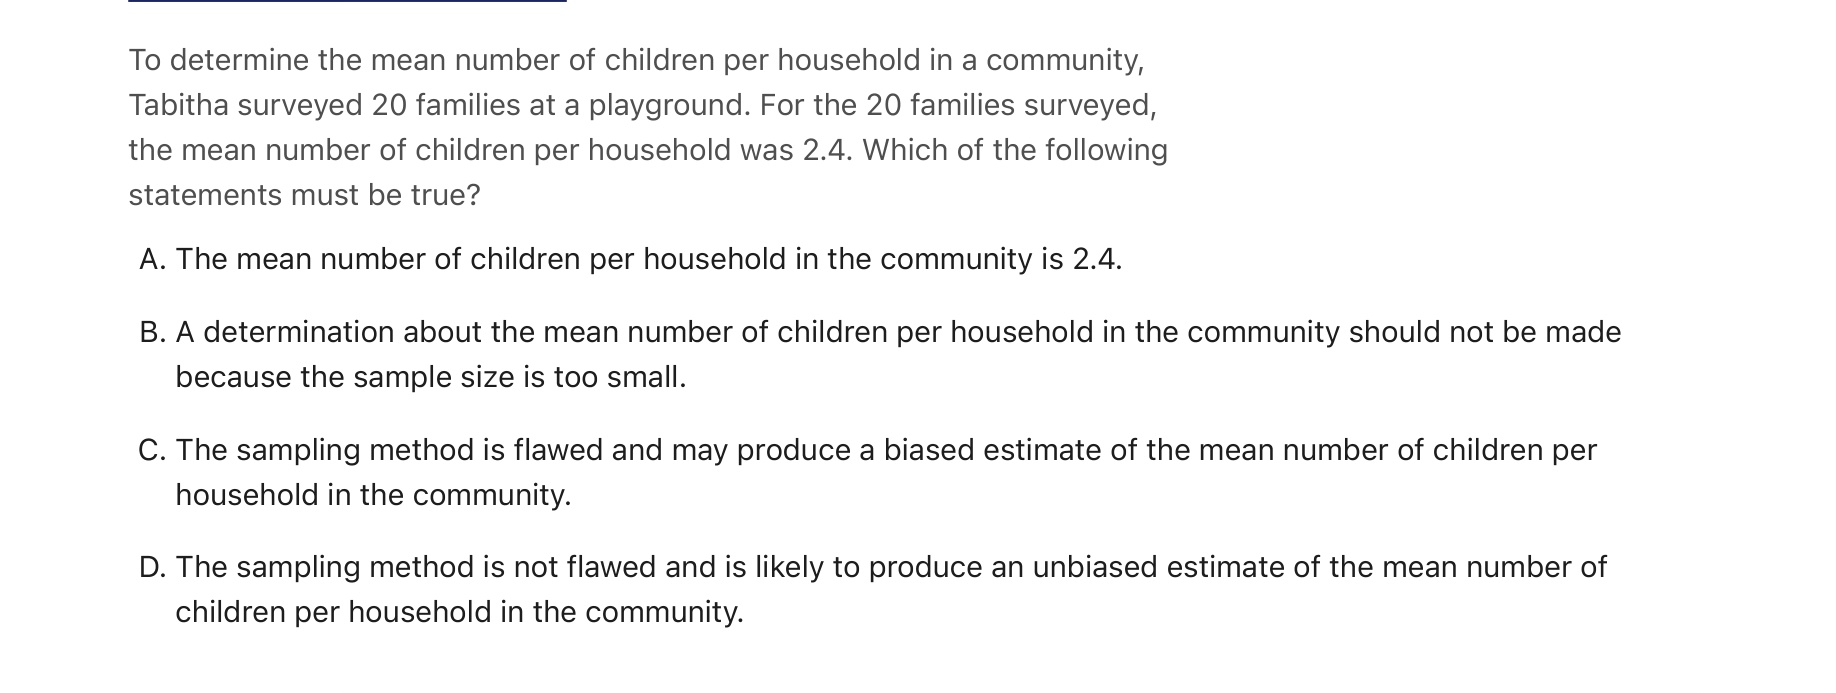 To determine the mean number of children per household in a community,
Tabitha surveyed 20 families at a playground. For the 20 families surveyed,
the mean number of children per household was 2.4. Which of the following
statements must be true?
A. The mean number of children per household in the community is 2.4.
B. A determination about the mean number of children per household in the community should not be made
because the sample size is too small.
C. The sampling method is flawed and may produce a biased estimate of the mean number of children per
household in the community.
D. The sampling method is not flawed and is likely to produce an unbiased estimate of the mean number of
children per household in the community.